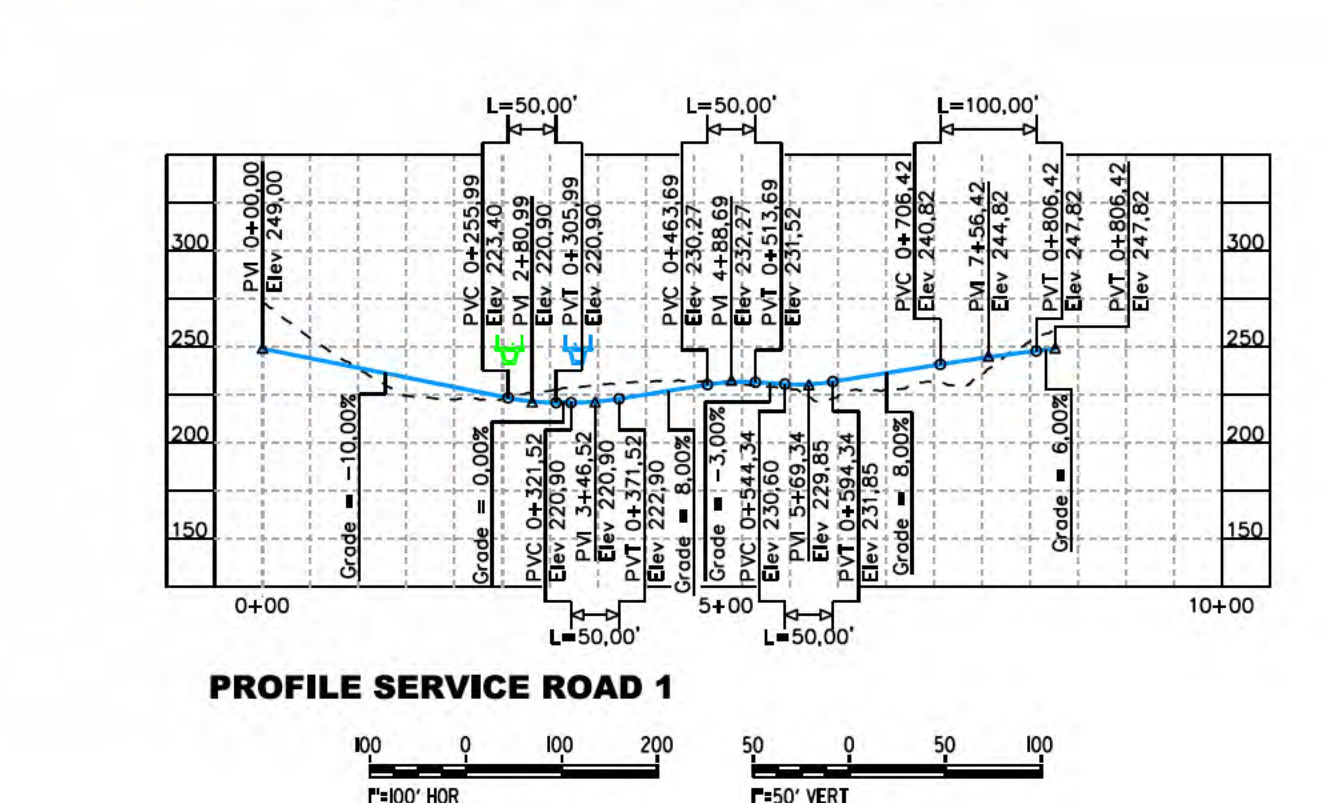 L=50,00'
L=50,00'
L=100,00'
PVI 0+00,00
Elev 249,00
PVC 0+255,99
Elev 223,40
PVI 2+80,99
Elev 220,90
PVT 0+305,99
Elev 220,90
PVC 0+463,69
Elev 230,27
PVI 4+88,69
Elev 232,27
PVT 0+513,69
Elev 231,52
PVC 0+706,42
Elev 240,82
PVI 7+56,42
Elev 244,82
PVT 0+806,42
Elev 247,82
PVT 0+806,42
Elev 247,82
300
300
250
250
200
200
150
150
Grade = -10,00%
Grade = 0,00%
PVC 0+321,52
Elev 220,90
PVI 3+46,52
Elev 220,90
PVT 0+371,52
Elev 222,90
Grade = 8,00%
Grade = -3,00%
PVC 0+544,34
Elev 230,60
PVI 5+69,34
Elev 229,85
PVT 0+594,34
Elev 231,85
Grade = 8,00%
Grade = 6,00%
0+00
5+00
10+00
L=50,00'
L=50,00'
PROFILE SERVICE ROAD 1
100 0 100 200
1"=100' HOR
50 0 50 100
1"=50' VERT